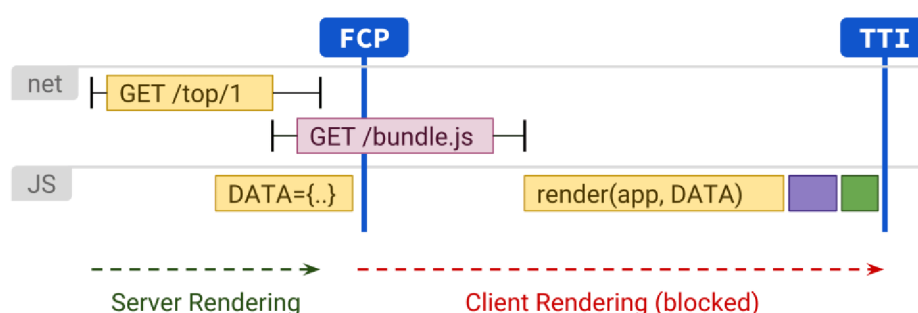 FCP
TTI
net
GET /top/1
GET /bundle.js
JS
DATA={..}
render(app, DATA)
Server Rendering
Client Rendering (blocked)